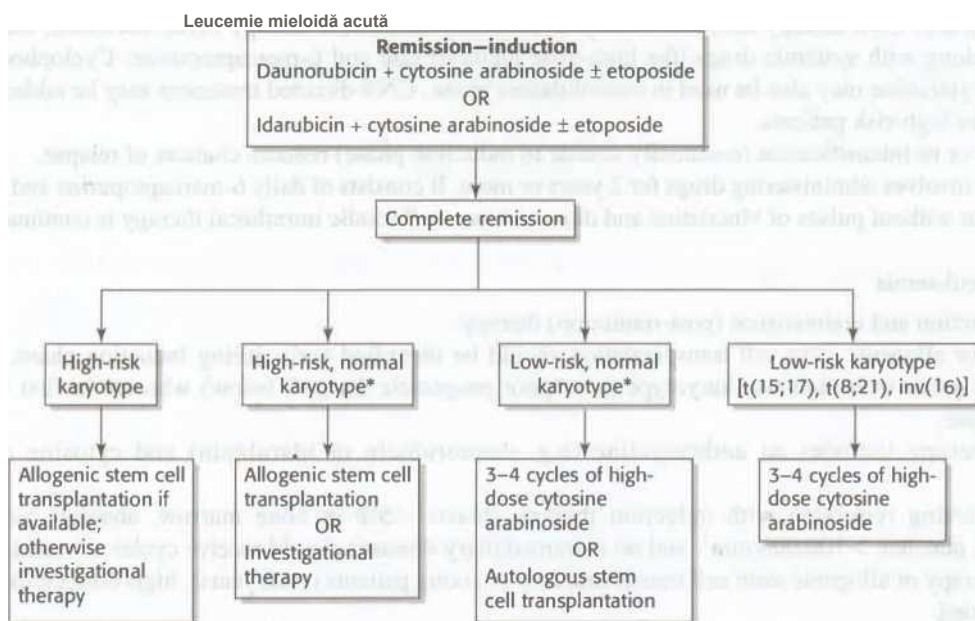 Leucemie mieloidă acută
Remission—induction
Daunorubicin + cytosine arabinoside ± etoposide
OR
Idarubicin + cytosine arabinoside ± etoposide
Complete remission
High-risk
karyotype
High-risk, normal
karyotype*
Low-risk, normal
karyotype*
Low-risk karyotype
[t(15;17), t(8;21), inv(16)]
Allogenic stem cell
transplantation if
available;
otherwise
investigational
therapy
Allogenic stem cell
transplantation
OR
Investigational
therapy
3–4 cycles of high-
dose cytosine
arabinoside
OR
Autologous stem
cell transplantation
3–4 cycles of high-
dose cytosine
arabinoside